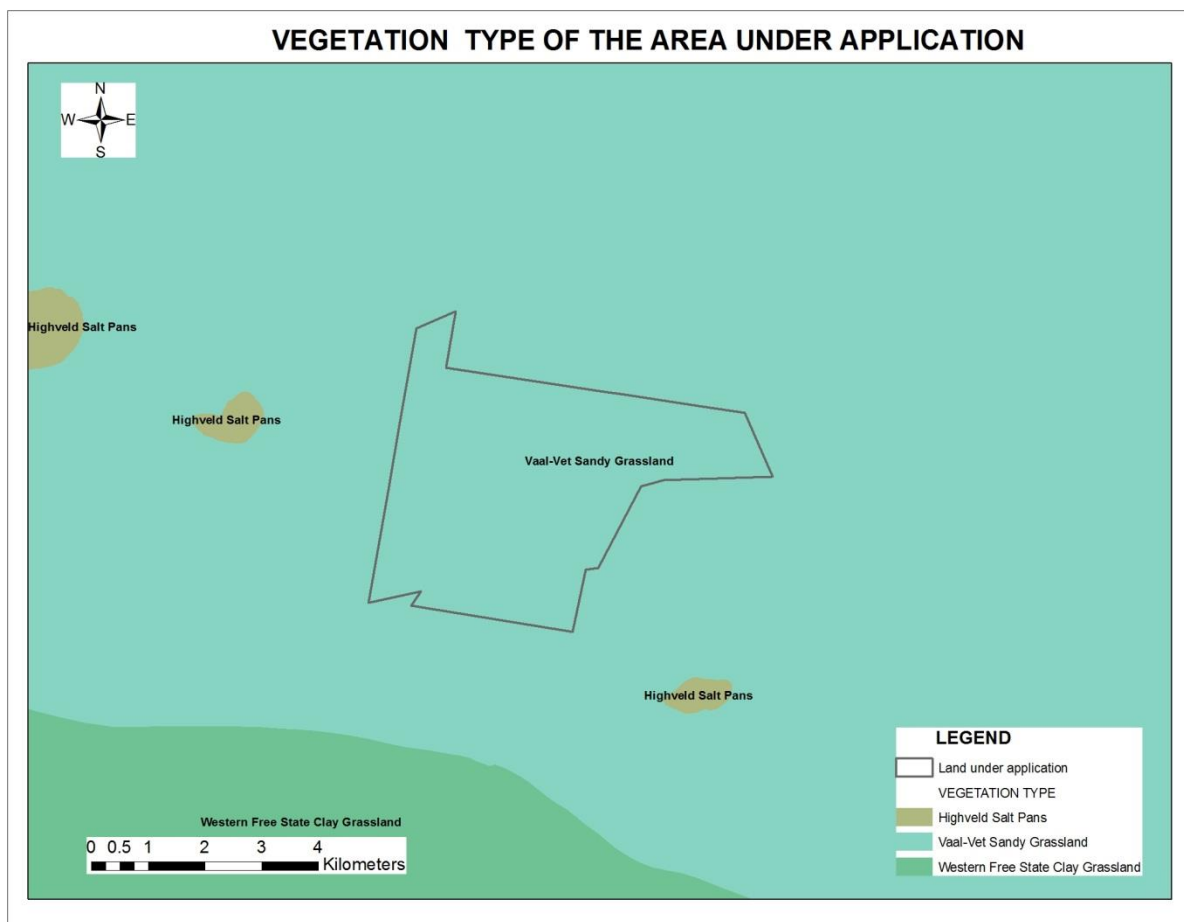 VEGETATION TYPE OF THE AREA UNDER APPLICATION
N
W E
S
Highveld Salt Pans
Highveld Salt Pans
Vaal-Vet Sandy Grassland
Highveld Salt Pans
Western Free State Clay Grassland
0 0.5 1 2 3 4
Kilometers
LEGEND
Land under application
VEGETATION TYPE
Highveld Salt Pans
Vaal-Vet Sandy Grassland
Western Free State Clay Grassland